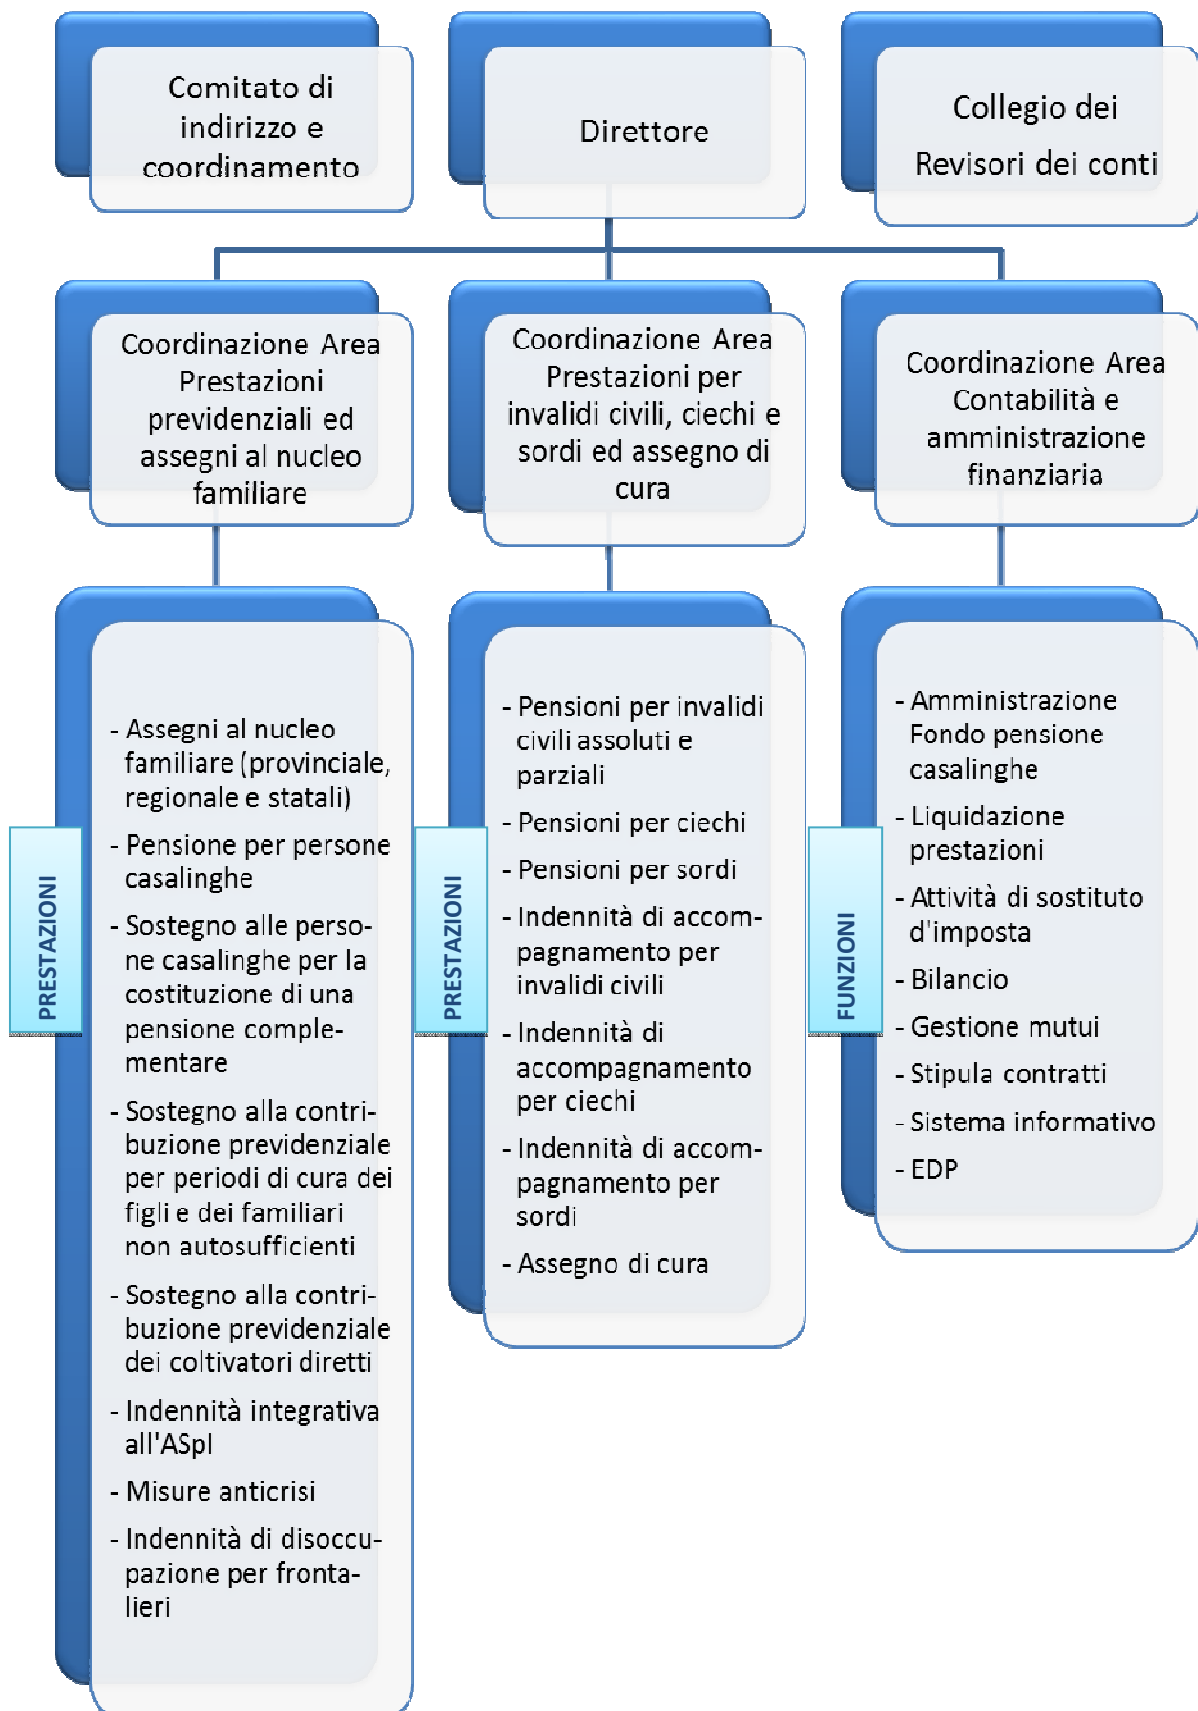 Comitato di
indirizzo e
coordinamento
Direttore
Collegio dei
Revisori dei conti
Coordinazione Area
Prestazioni
previdenziali ed
assegni al nucleo
familiare
Coordinazione Area
Prestazioni per
invalidi civili, ciechi e
sordi ed assegno di
cura
Coordinazione Area
Contabilità e
amministrazione
finanziaria
PRESTAZIONI
- Assegni al nucleo
familiare (provinciale,
regionale e statali)
- Pensione per persone
casalinghe
- Sostegno alle perso-
ne casalinghe per la
costituzione di una
pensione comple-
mentare
- Sostegno alla contri-
buzione previdenziale
per periodi di cura dei
figli e dei familiari
non autosufficienti
- Sostegno alla contri-
buzione previdenziale
dei coltivatori diretti
- Indennità integrativa
all'ASpI
- Misure anticrisi
- Indennità di disoccu-
pazione per fronta-
lieri
PRESTAZIONI
- Pensioni per invalidi
civili assoluti e
parziali
- Pensioni per ciechi
- Pensioni per sordi
- Indennità di accom-
pagnamento per
invalidi civili
- Indennità di
accompagnamento
per ciechi
- Indennità di accom-
pagnamento per
sordi
- Assegno di cura
FUNZIONI
- Amministrazione
Fondo pensione
casalinghe
- Liquidazione
prestazioni
- Attività di sostituto
d'imposta
- Bilancio
- Gestione mutui
- Stipula contratti
- Sistema informativo
- EDP